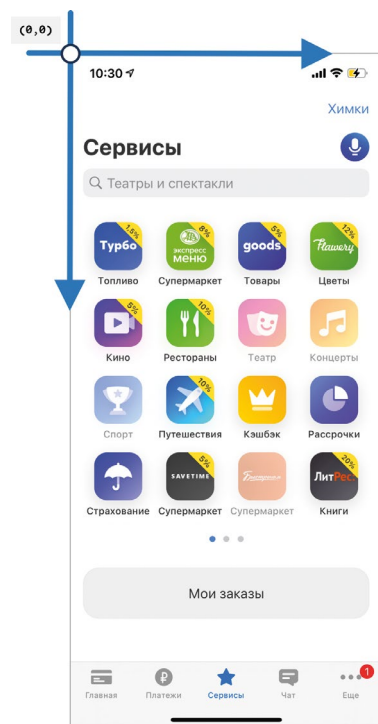 (0,0)
10:30
Химки
Сервисы
Театры и спектакли
Турбо 1,5%
экспресс меню 8%
goods 5%
Flawery 12%
Топливо Супермаркет Товары Цветы
5% 10%
Кино Рестораны Театр Концерты
10%
Спорт Путешествия Кэшбэк Рассрочки
SAVETIME 5%
ЛитРес: 20%
Страхование Супермаркет Супермаркет Книги
Мои заказы
1
Главная Платежи Сервисы Чат Еще